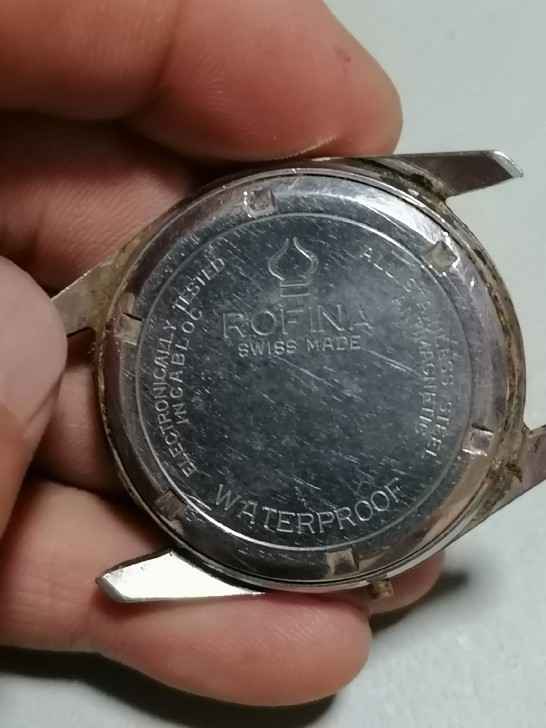 ROFINA
SWISS MADE
ELECTRONICALLY TESTED
INCABLOC
ALL STAINLESS STEEL
ANTIMAGNETIC
WATERPROOF